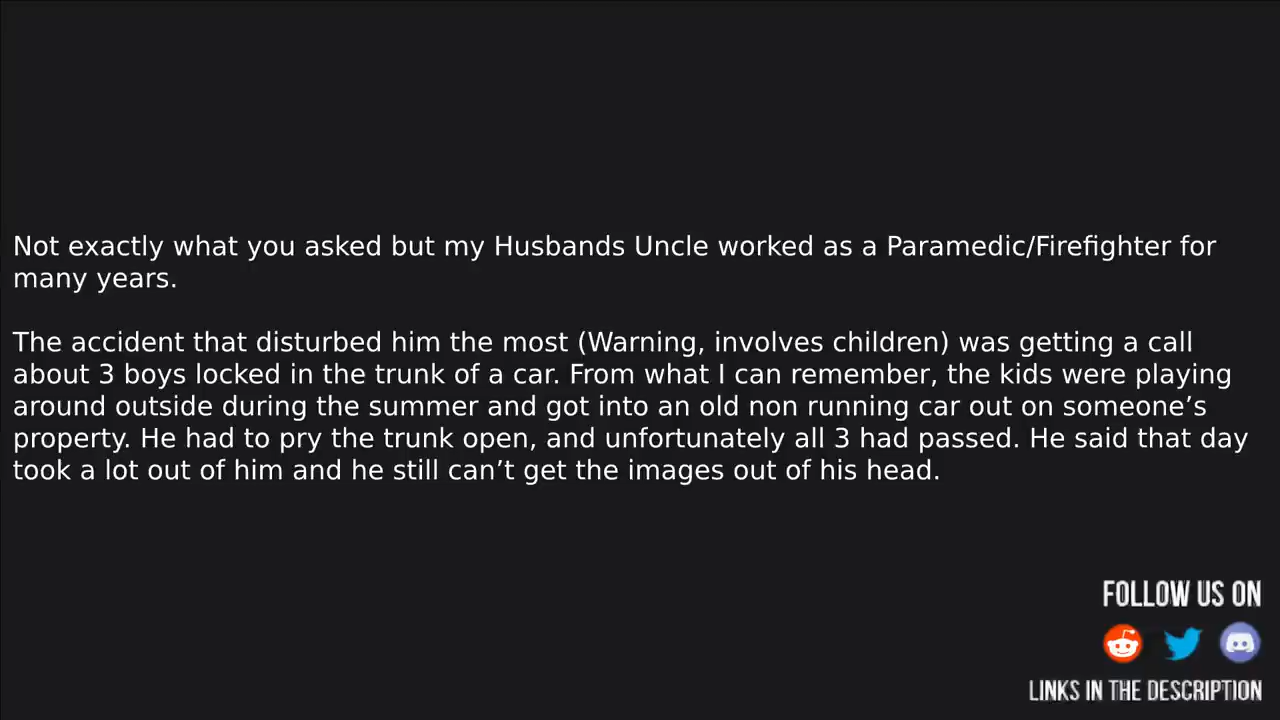 Not exactly what you asked but my Husbands Uncle worked as a Paramedic/Firefighter for
many years.
The accident that disturbed him the most (Warning, involves children) was getting a call
about 3 boys locked in the trunk of a car. From what I can remember, the kids were playing
around outside during the summer and got into an old non running car out on someone’s
property. He had to pry the trunk open, and unfortunately all 3 had passed. He said that day
took a lot out of him and he still can’t get the images out of his head.
FOLLOW US ON
LINKS IN THE DESCRIPTION